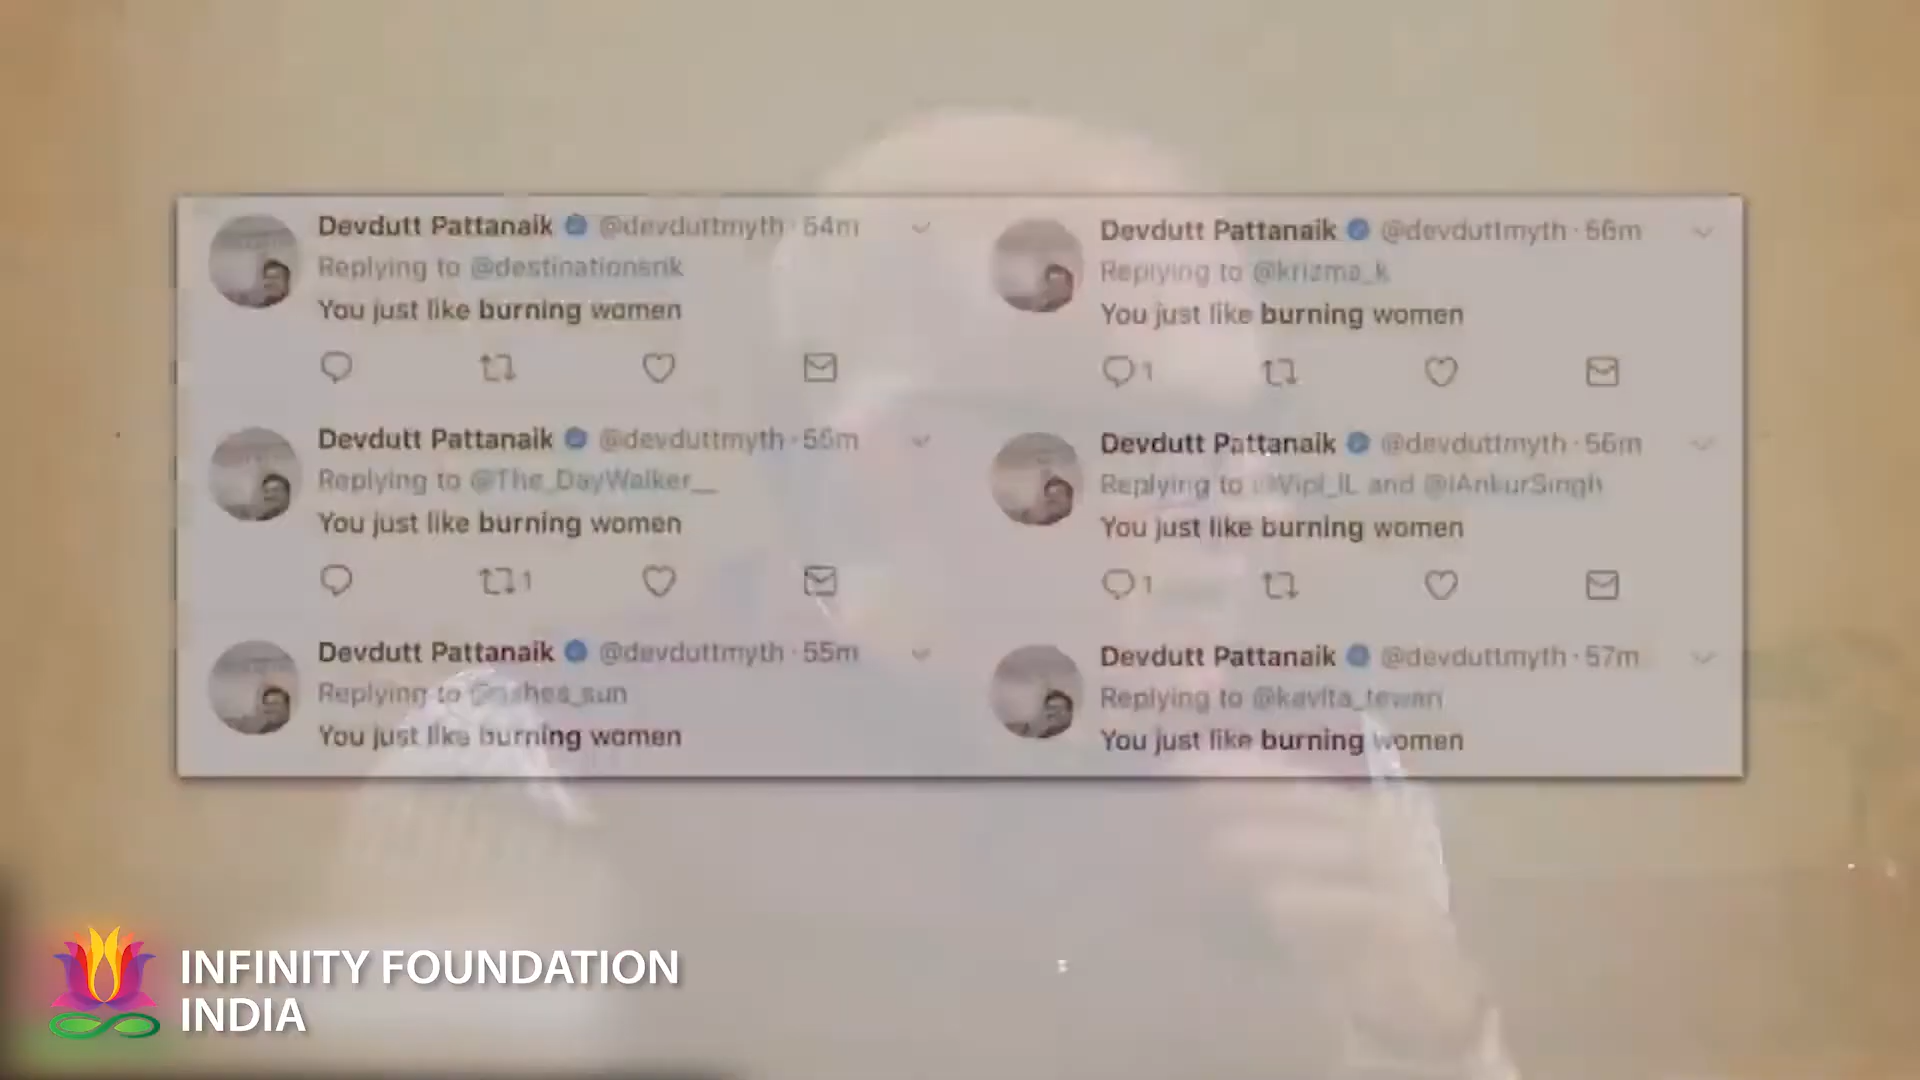 Devdutt Pattanaik @devduttmyth · 54m
Replying to @destinationsrik
You just like burning women
Devdutt Pattanaik @devduttmyth · 55m
Replying to @The_DayWalker__
You just like burning women
1
Devdutt Pattanaik @devduttmyth · 55m
Replying to
You just like burning women
Devdutt Pattanaik @devduttmyth · 56m
Replying to @krizma_k
You just like burning women
1
Devdutt Pattanaik @devduttmyth · 56m
Replying to and @iAnkurSingh
You just like burning women
1
Devdutt Pattanaik @devduttmyth · 57m
Replying to @kavita_tewari
You just like burning women
INFINITY FOUNDATION
INDIA